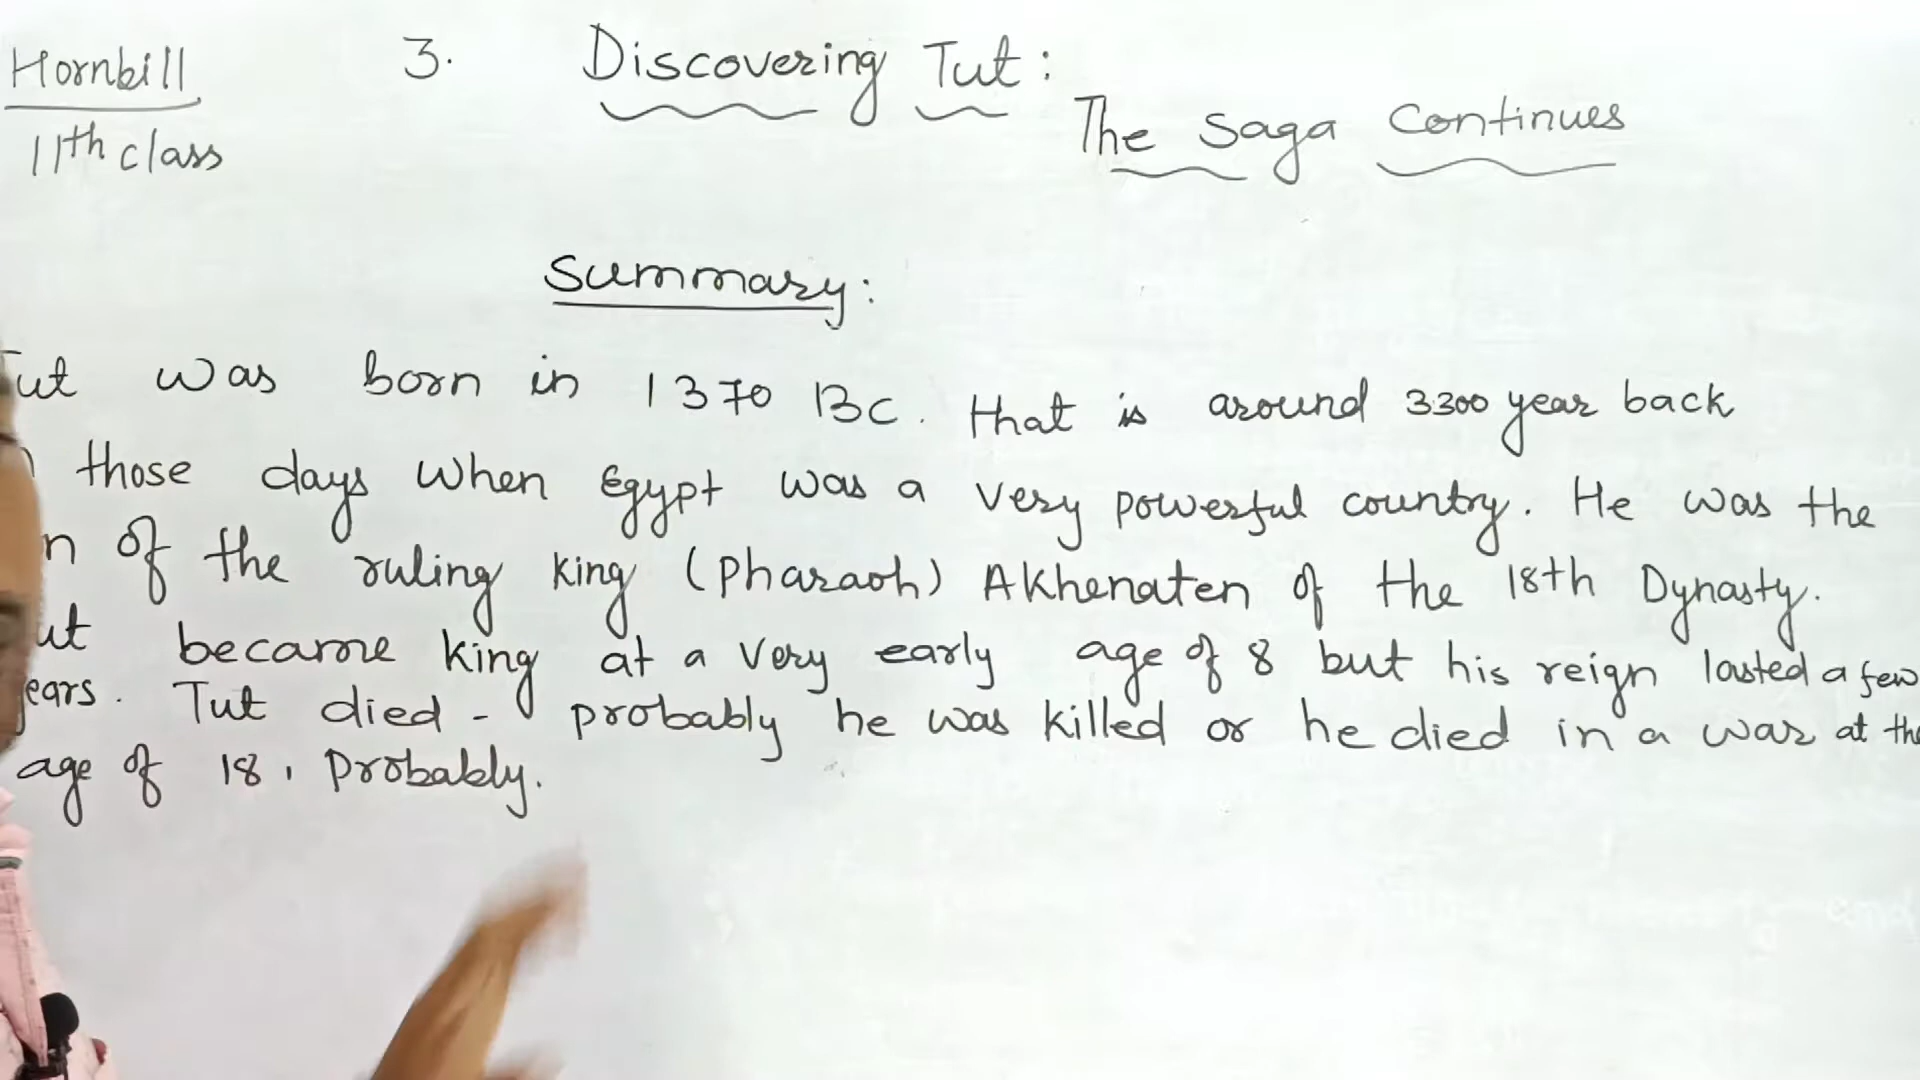 Hornbill
11th class
3. Discovering Tut:
The Saga Continues
Summary:
Tut was born in 1370 BC. that is around 3300 year back
those days when Egypt was a very powerful country. He was the
n of the ruling king (Pharaoh) Akhenaten of the 18th Dynasty.
ut became king at a very early age of 8 but his reign lasted a few
years. Tut died - probably he was killed or he died in a war at the
age of 18, Probably.